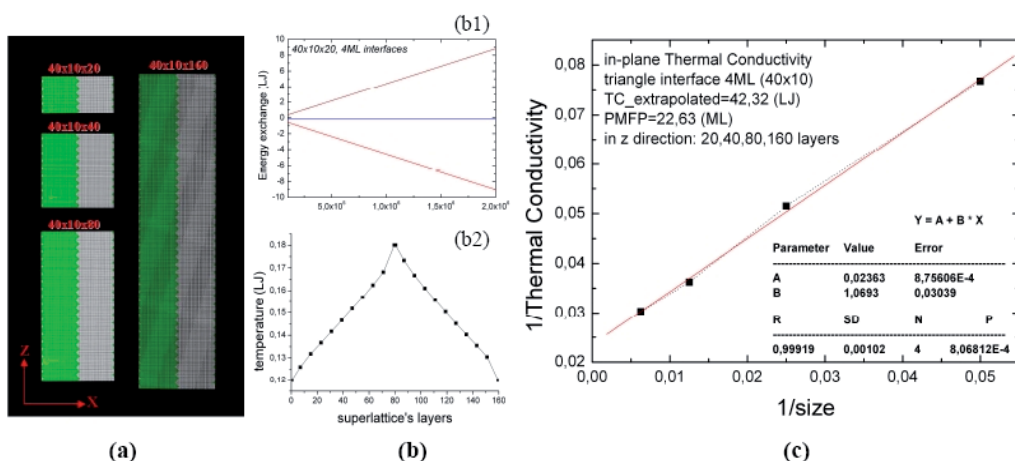 40x10x20
40x10x160
40x10x40
40x10x80
Z
X
(a)
(b1)
40x10x20, 4ML interfaces
Energy exchange (LJ)
10
8
6
4
2
0
-2
-4
-6
-8
-10
5,0x10⁶ 1,0x10⁶ 1,5x10⁶ 2,0x10⁶
(b2)
temperature (LJ)
0,18
0,17
0,16
0,15
0,14
0,13
0,12
0 20 40 60 80 100 120 140 160
superlattice's layers
(b)
in-plane Thermal Conductivity
triangle interface 4ML (40x10)
TC_extrapolated=42,32 (LJ)
PMFP=22,63 (ML)
in z direction: 20,40,80,160 layers
1/Thermal Conductivity
0,08
0,07
0,06
0,05
0,04
0,03
0,02
Y = A + B * X
Parameter Value Error
A 0,02363 8,75606E-4
B 1,0693 0,03039
R SD N P
0,99919 0,00102 4 8,06812E-4
0,00 0,01 0,02 0,03 0,04 0,05
1/size
(c)